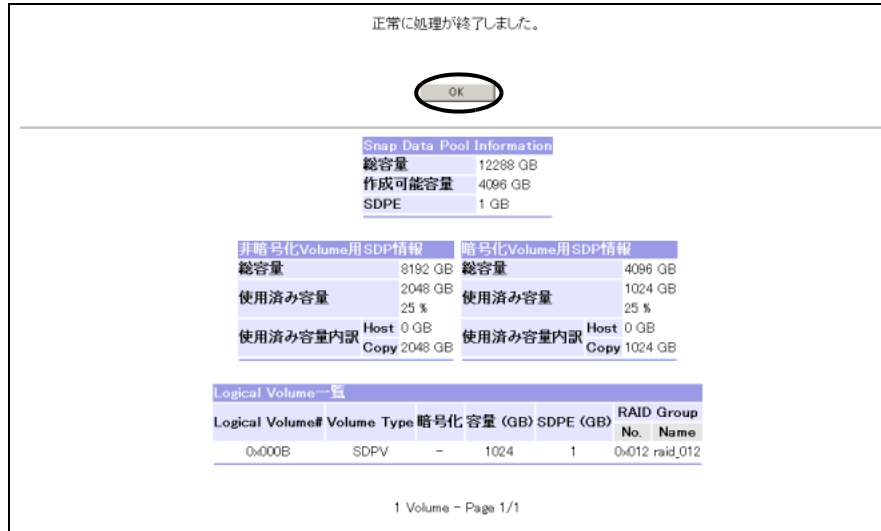 正常に処理が終了しました。
OK
Snap Data Pool Information
総容量 12288 GB
作成可能容量 4096 GB
SDPE 1 GB
非暗号化Volume用SDP情報
総容量 8192 GB
使用済み容量 2048 GB
25 %
使用済み容量内訳 Host 0 GB
Copy 2048 GB
暗号化Volume用SDP情報
総容量 4096 GB
使用済み容量 1024 GB
25 %
使用済み容量内訳 Host 0 GB
Copy 1024 GB
Logical Volume一覧
Logical Volume# Volume Type 暗号化 容量 (GB) SDPE (GB) RAID Group
No. Name
0x000B SDPV - 1024 1 0x012 raid_012
1 Volume - Page 1/1